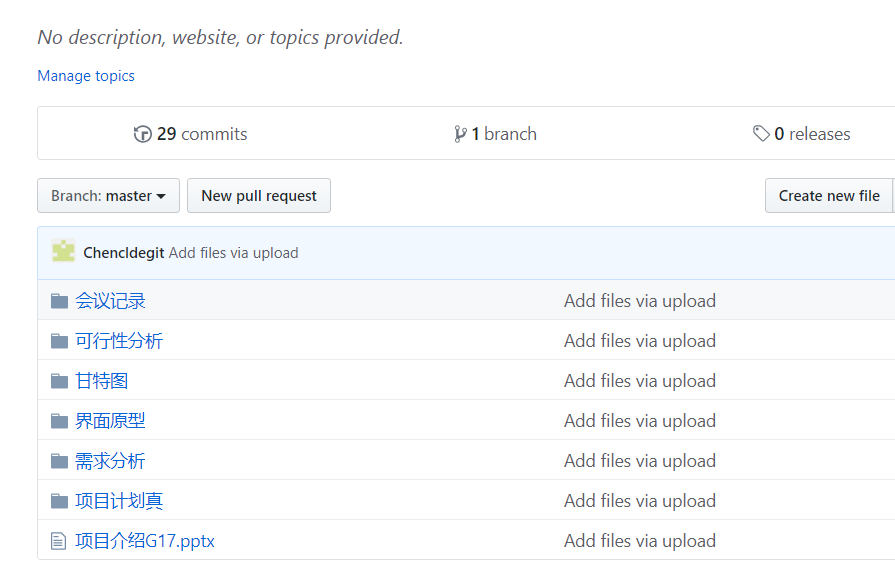 No description, website, or topics provided.
Manage topics
29 commits 1 branch 0 releases
Branch: master New pull request Create new file
Chencldegit Add files via upload
会议记录 Add files via upload
可行性分析 Add files via upload
甘特图 Add files via upload
界面原型 Add files via upload
需求分析 Add files via upload
项目计划真 Add files via upload
项目介绍G17.pptx Add files via upload